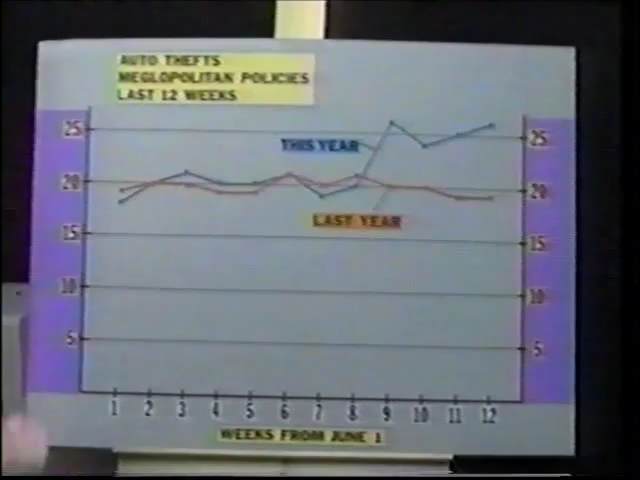 AUTO THEFTS
MEGLOPOLITAN POLICIES
LAST 12 WEEKS
25
THIS YEAR
25
20
20
LAST YEAR
15
15
10
10
5
5
1 2 3 4 5 6 7 8 9 10 11 12
WEEKS FROM JUNE 1